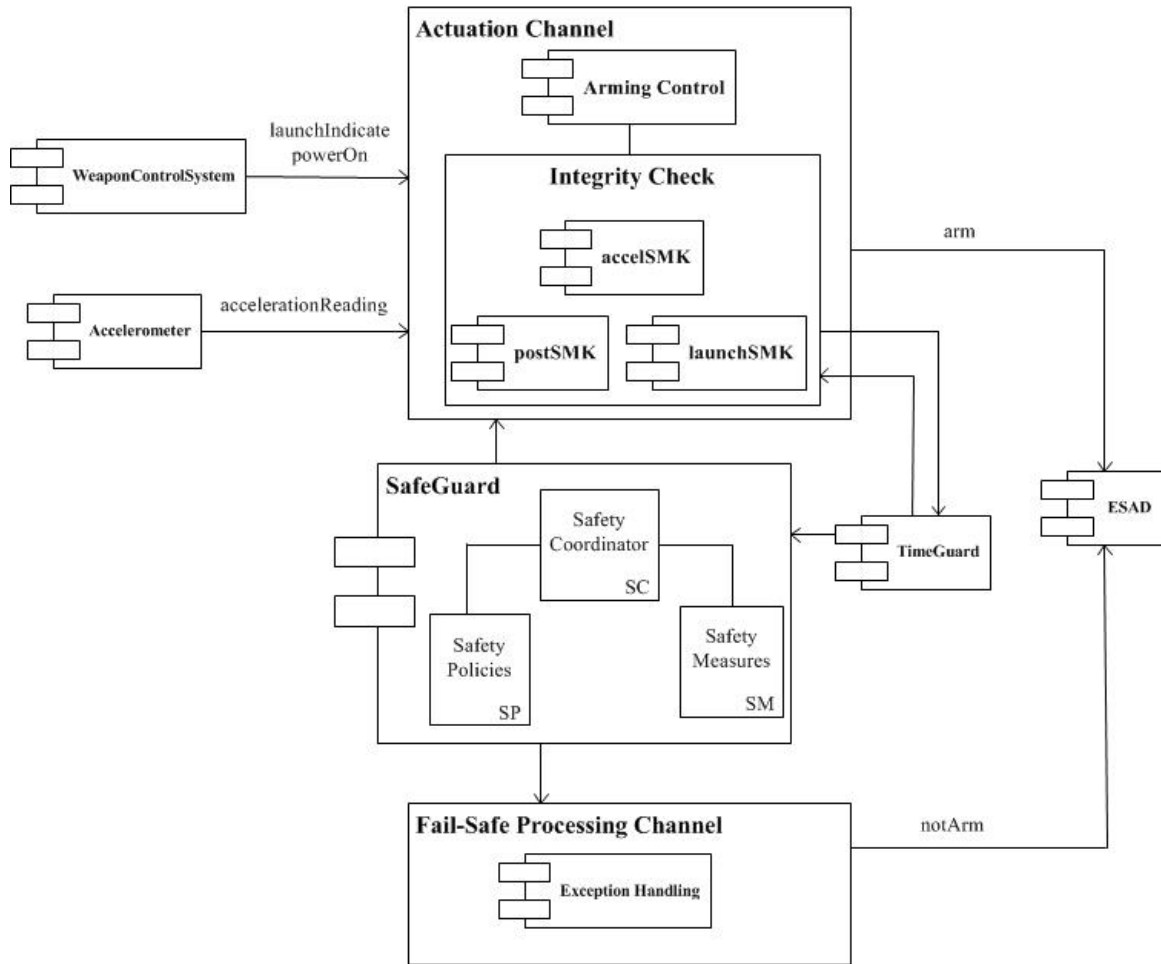 Actuation Channel
Arming Control
launchIndicate
powerOn
WeaponControlSystem
Integrity Check
accelSMK
arm
accelerationReading
Accelerometer
postSMK
launchSMK
SafeGuard
Safety
Coordinator
SC
ESAD
TimeGuard
Safety
Policies
SP
Safety
Measures
SM
Fail-Safe Processing Channel
notArm
Exception Handling